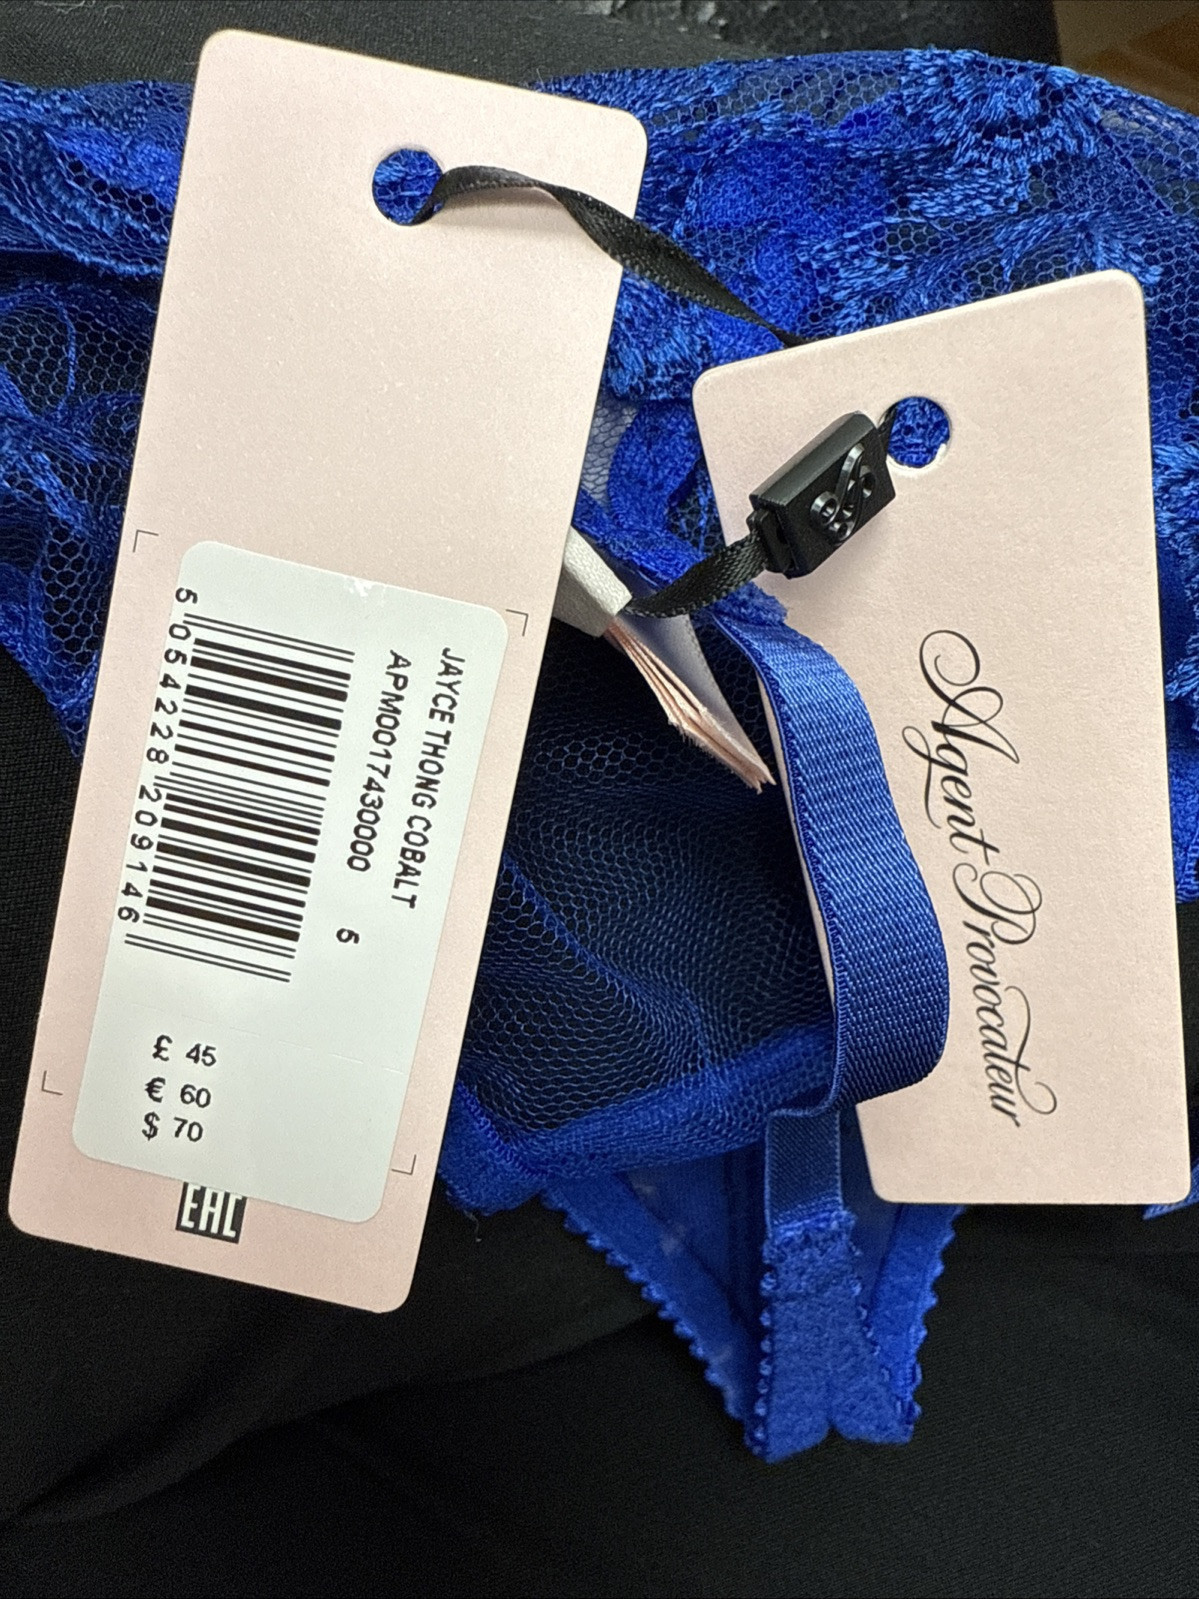 JAYCE THONG COBALT
APM0017430000 5
5 054228 209146
£ 45
€ 60
$ 70
EAC
Agent Provocateur